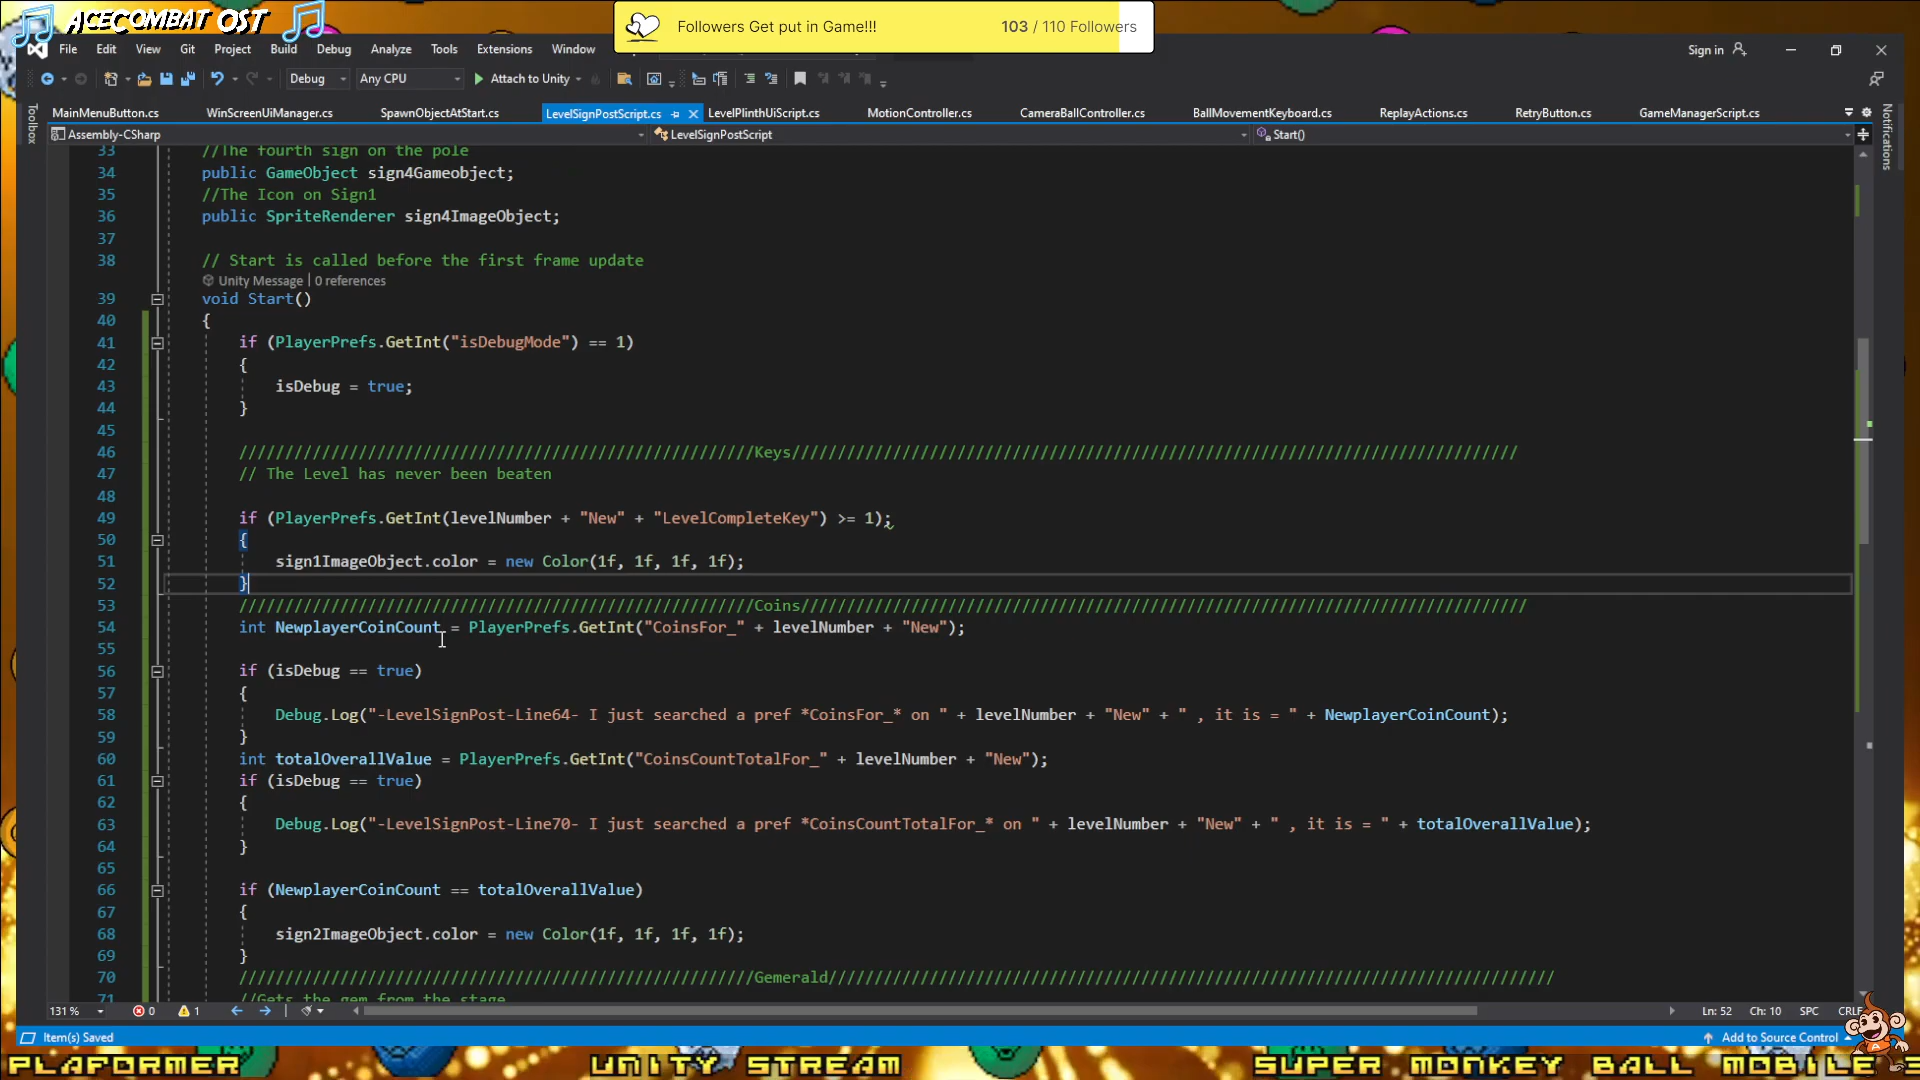 ACECOMBAT OST
Followers Get put in Game!!! 103 / 110 Followers
File Edit View Git Project Build Debug Analyze Tools Extensions Window Sign in
Debug Any CPU Attach to Unity
MainMenuButton.cs WinScreenUiManager.cs SpawnObjectAtStart.cs LevelSignPostScript.cs LevelPlinthUiScript.cs MotionController.cs CameraBallController.cs BallMovementKeyboard.cs ReplayActions.cs RetryButton.cs GameManagerScript.cs
Toolbox
Notifications
Assembly-CSharp LevelSignPostScript Start()
33 //The fourth sign on the pole
34 public GameObject sign4Gameobject;
35 //The Icon on Sign1
36 public SpriteRenderer sign4ImageObject;
37
38 // Start is called before the first frame update
Unity Message | 0 references
39 void Start()
40 {
41 if (PlayerPrefs.GetInt("isDebugMode") == 1)
42 {
43 isDebug = true;
44 }
45
46 ////////////////////////////////////////////////////////Keys///////////////////////////////////////////////////////////////////////////////
47 // The Level has never been beaten
48
49 if (PlayerPrefs.GetInt(levelNumber + "New" + "LevelCompleteKey") >= 1);
50 {
51 sign1ImageObject.color = new Color(1f, 1f, 1f, 1f);
52 }
53 ////////////////////////////////////////////////////////Coins///////////////////////////////////////////////////////////////////////////////
54 int NewplayerCoinCount = PlayerPrefs.GetInt("CoinsFor_" + levelNumber + "New");
55
56 if (isDebug == true)
57 {
58 Debug.Log("-LevelSignPost-Line64- I just searched a pref *CoinsFor_* on " + levelNumber + "New" + " , it is = " + NewplayerCoinCount);
59 }
60 int totalOverallValue = PlayerPrefs.GetInt("CoinsCountTotalFor_" + levelNumber + "New");
61 if (isDebug == true)
62 {
63 Debug.Log("-LevelSignPost-Line70- I just searched a pref *CoinsCountTotalFor_* on " + levelNumber + "New" + " , it is = " + totalOverallValue);
64 }
65
66 if (NewplayerCoinCount == totalOverallValue)
67 {
68 sign2ImageObject.color = new Color(1f, 1f, 1f, 1f);
69 }
70 ////////////////////////////////////////////////////////Gemerald///////////////////////////////////////////////////////////////////////////////
71 //Gets the gem from the stage
131 % 0 1 Ln: 52 Ch: 10 SPC CRLF
Item(s) Saved Add to Source Control
PLAFORMER UNITY STREAM SUPER MONKEY BALL MOBILE